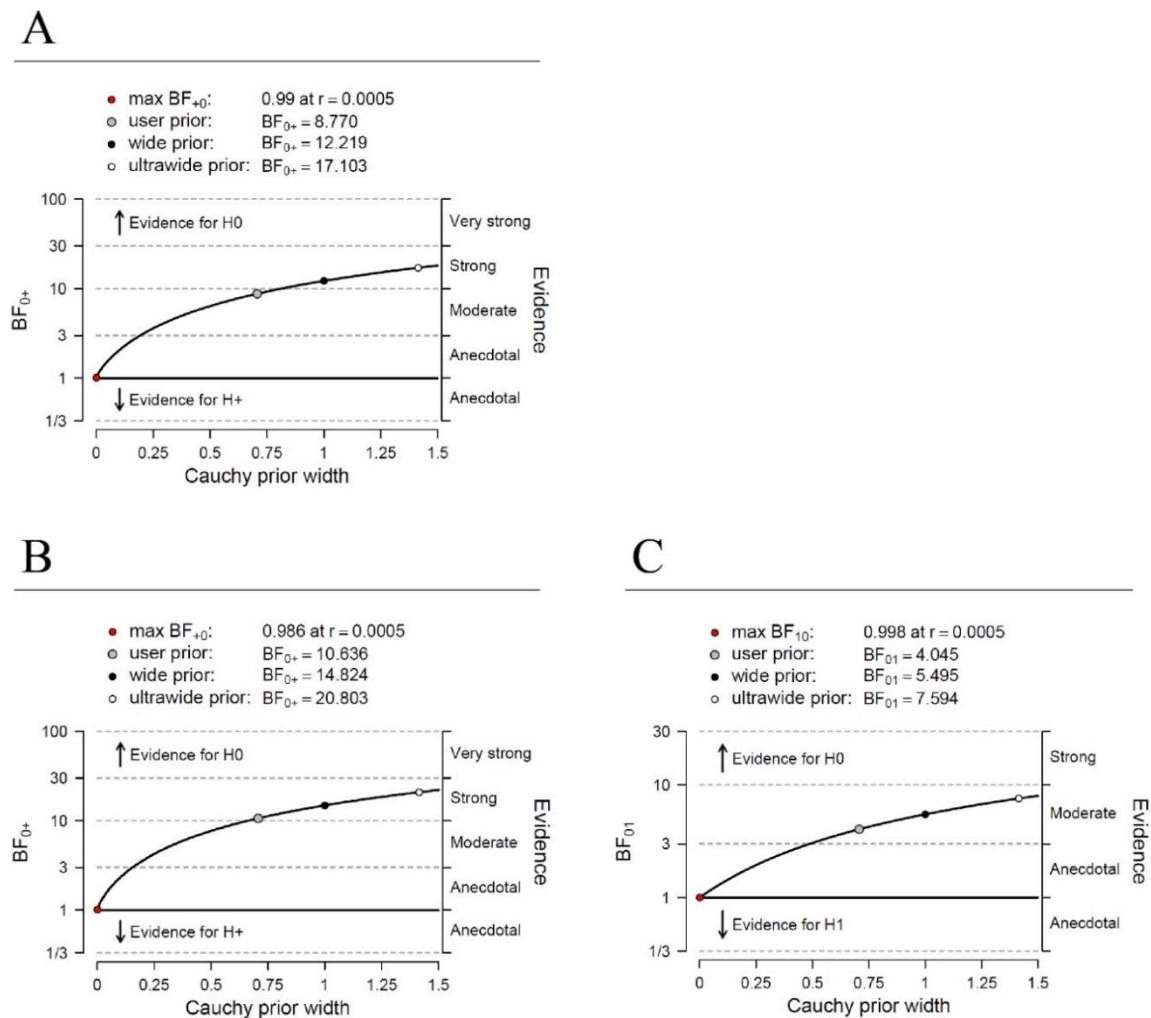 A
max BF+0: 0.99 at r = 0.0005
user prior: BF0+ = 8.770
wide prior: BF0+ = 12.219
ultrawide prior: BF0+ = 17.103
100
30
10
3
1
1/3
BF0+
↑ Evidence for H0
↓ Evidence for H+
Very strong
Strong
Moderate
Anecdotal
Anecdotal
Evidence
0 0.25 0.5 0.75 1 1.25 1.5
Cauchy prior width
B
max BF+0: 0.986 at r = 0.0005
user prior: BF0+ = 10.636
wide prior: BF0+ = 14.824
ultrawide prior: BF0+ = 20.803
100
30
10
3
1
1/3
BF0+
↑ Evidence for H0
↓ Evidence for H+
Very strong
Strong
Moderate
Anecdotal
Anecdotal
Evidence
0 0.25 0.5 0.75 1 1.25 1.5
Cauchy prior width
C
max BF10: 0.998 at r = 0.0005
user prior: BF01 = 4.045
wide prior: BF01 = 5.495
ultrawide prior: BF01 = 7.594
30
10
3
1
1/3
BF01
↑ Evidence for H0
↓ Evidence for H1
Strong
Moderate
Anecdotal
Anecdotal
Evidence
0 0.25 0.5 0.75 1 1.25 1.5
Cauchy prior width